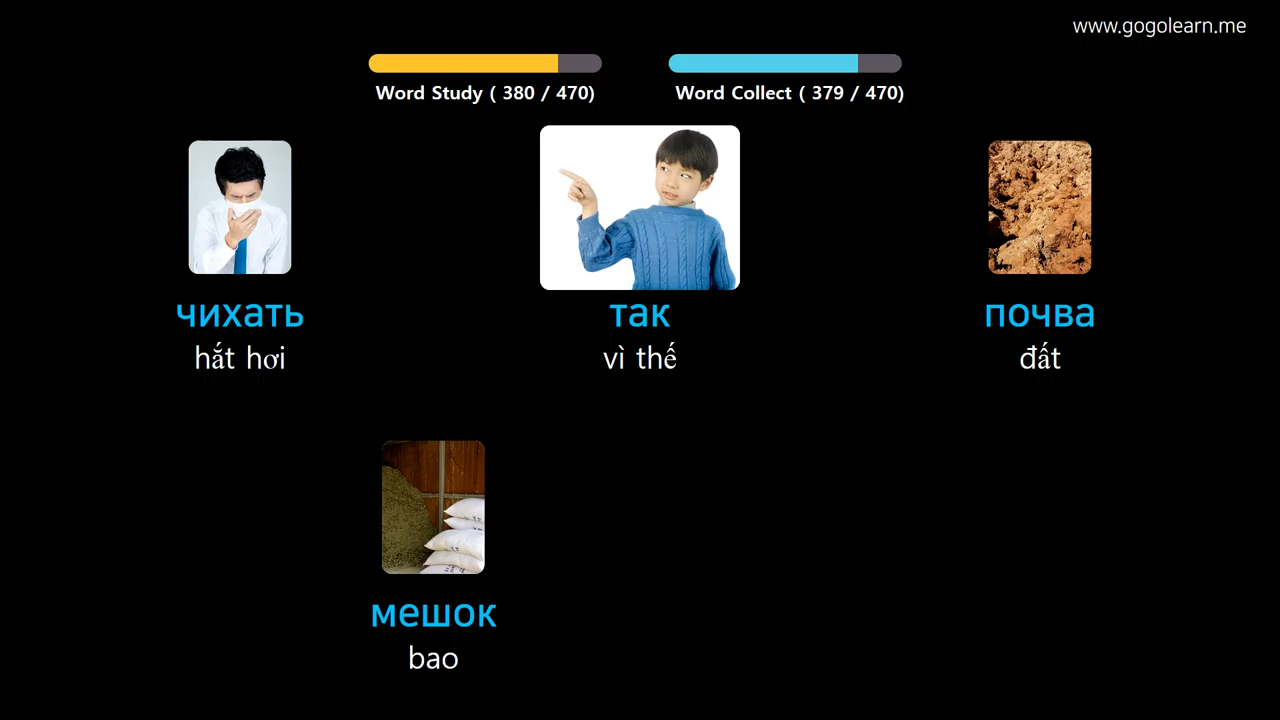 www.gogolearn.me
Word Study ( 380 / 470)
Word Collect ( 379 / 470)
чихать
hắt hơi
так
vì thế
почва
đất
мешок
bao